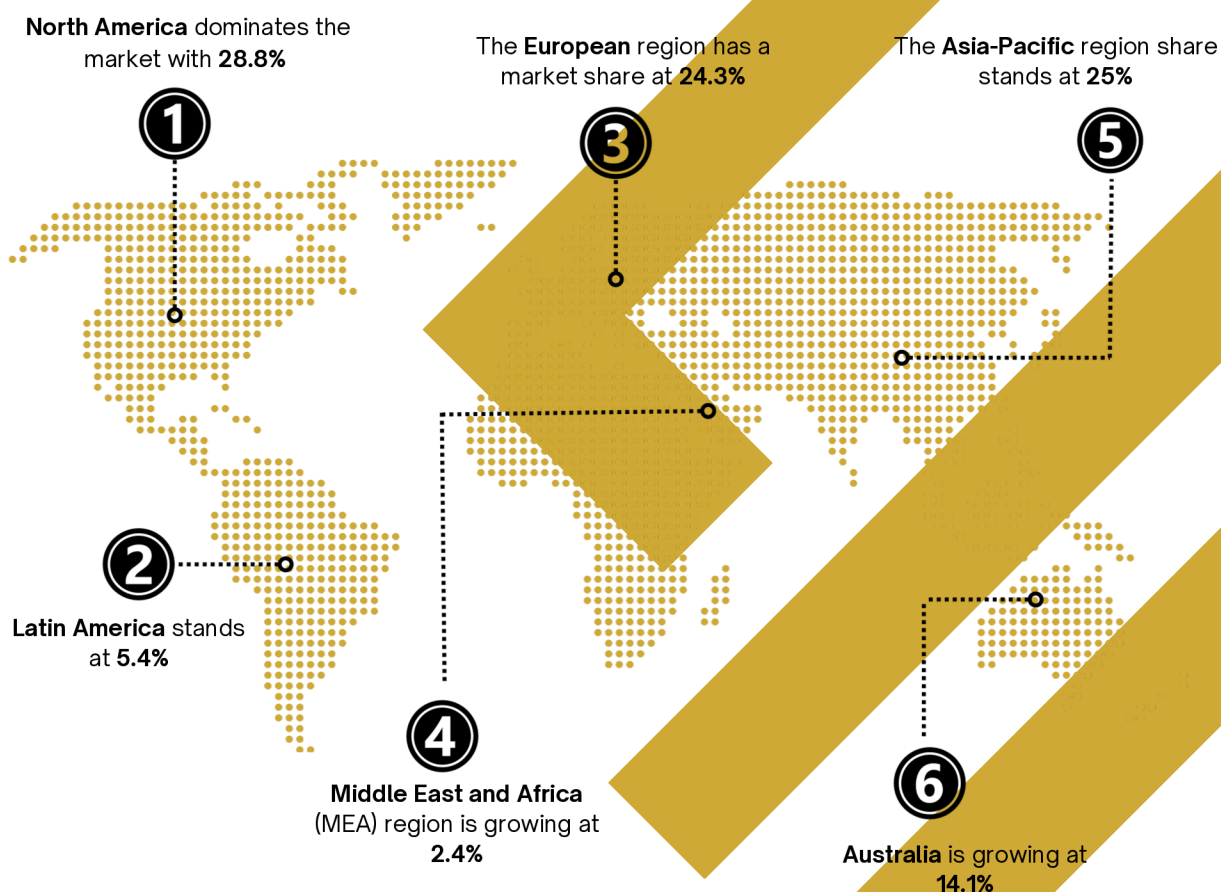 North America dominates the
market with 28.8%
1
The European region has a
market share at 24.3%
3
The Asia-Pacific region share
stands at 25%
5
2
Latin America stands
at 5.4%
4
Middle East and Africa
(MEA) region is growing at
2.4%
6
Australia is growing at
14.1%